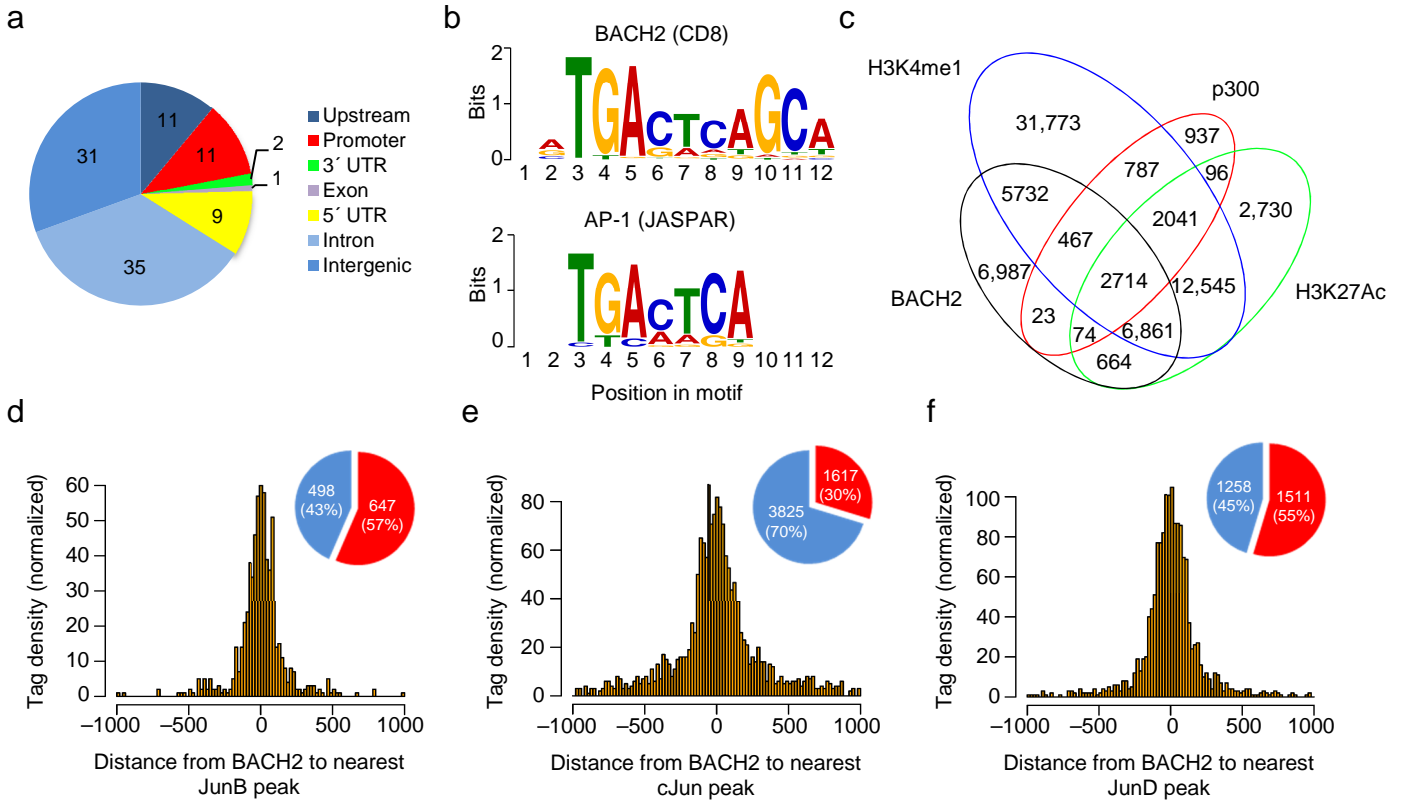 a
11
11
2
1
9
35
31
Upstream
Promoter
3´ UTR
Exon
5´ UTR
Intron
Intergenic
b
BACH2 (CD8)
2
1
0
Bits
TGACTCAGCA
1 2 3 4 5 6 7 8 9 10 11 12
AP-1 (JASPAR)
2
1
0
Bits
TGACTCA
1 2 3 4 5 6 7 8 9 10 11 12
Position in motif
c
H3K4me1
p300
BACH2
H3K27Ac
31,773
937
787
96
5732
2041
2,730
467
6,987
2714
12,545
23
74
6,861
664
d
Tag density (normalized)
60
50
40
30
20
10
0
−1000 −500 0 500 1000
498
(43%)
647
(57%)
Distance from BACH2 to nearest
JunB peak
e
Tag density (normalized)
80
60
40
20
0
−1000 −500 0 500 1000
1617
(30%)
3825
(70%)
Distance from BACH2 to nearest
cJun peak
f
Tag density (normalized)
100
80
60
40
20
0
−1000 −500 0 500 1000
1258
(45%)
1511
(55%)
Distance from BACH2 to nearest
JunD peak